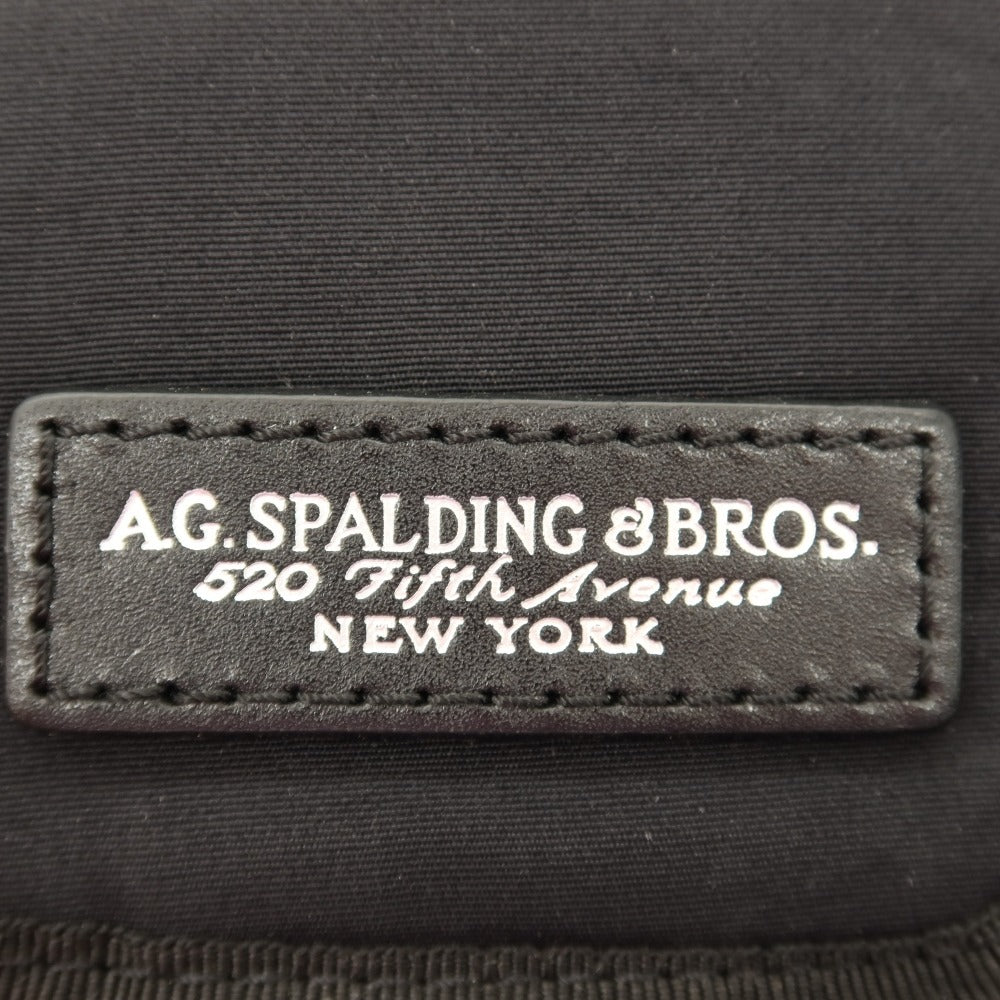 A.G. SPALDING & BROS.
520 Fifth Avenue
NEW YORK